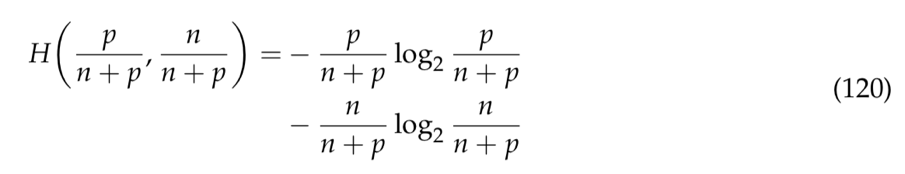 H(p/(n + p), n/(n + p)) = − p/(n + p) log₂ p/(n + p)
− n/(n + p) log₂ n/(n + p)
(120)